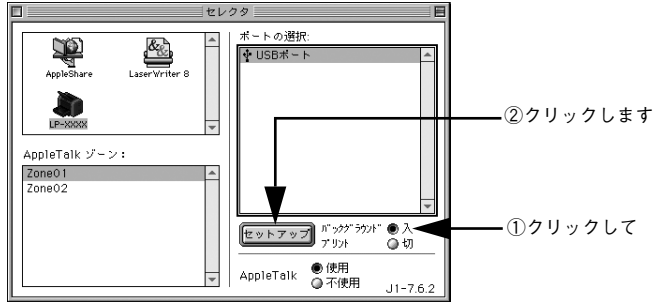 セレクタ
AppleShare
LaserWriter 8
LP-XXXX
AppleTalk ゾーン：
Zone01
Zone02
ポートの選択:
USBポート
②クリックします
セットアップ
バックグラウンド
プリント
入
切
①クリックして
AppleTalk
使用
不使用
J1-7.6.2